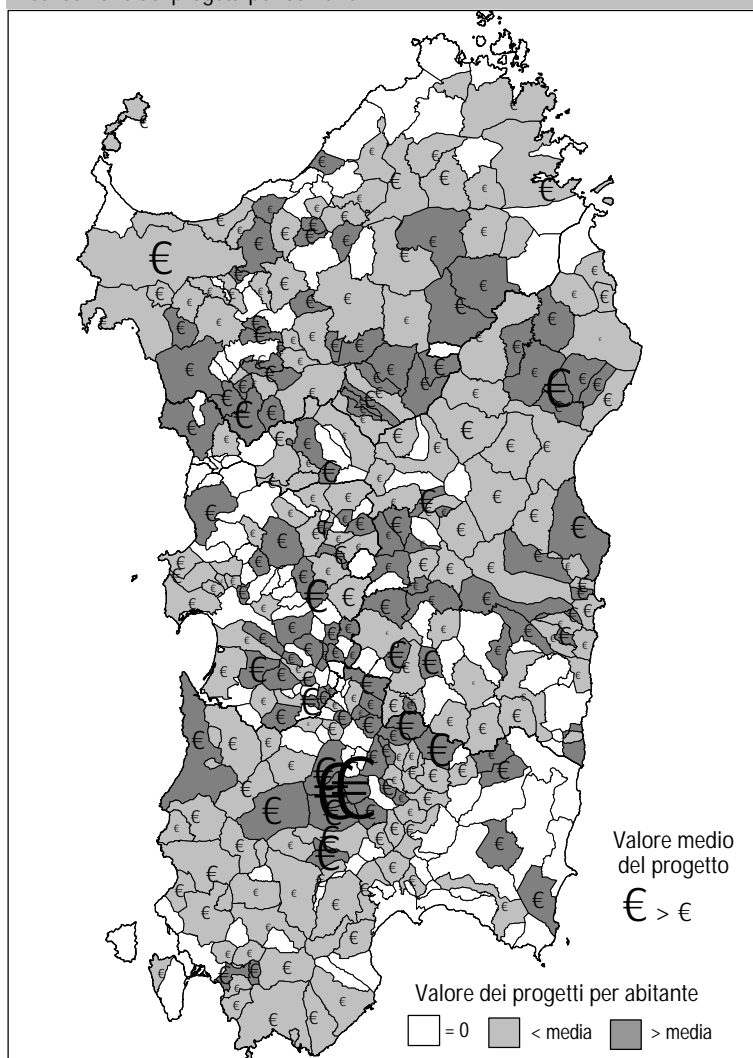 Valore medio
del progetto
€ > €
Valore dei progetti per abitante
= 0 < media > media